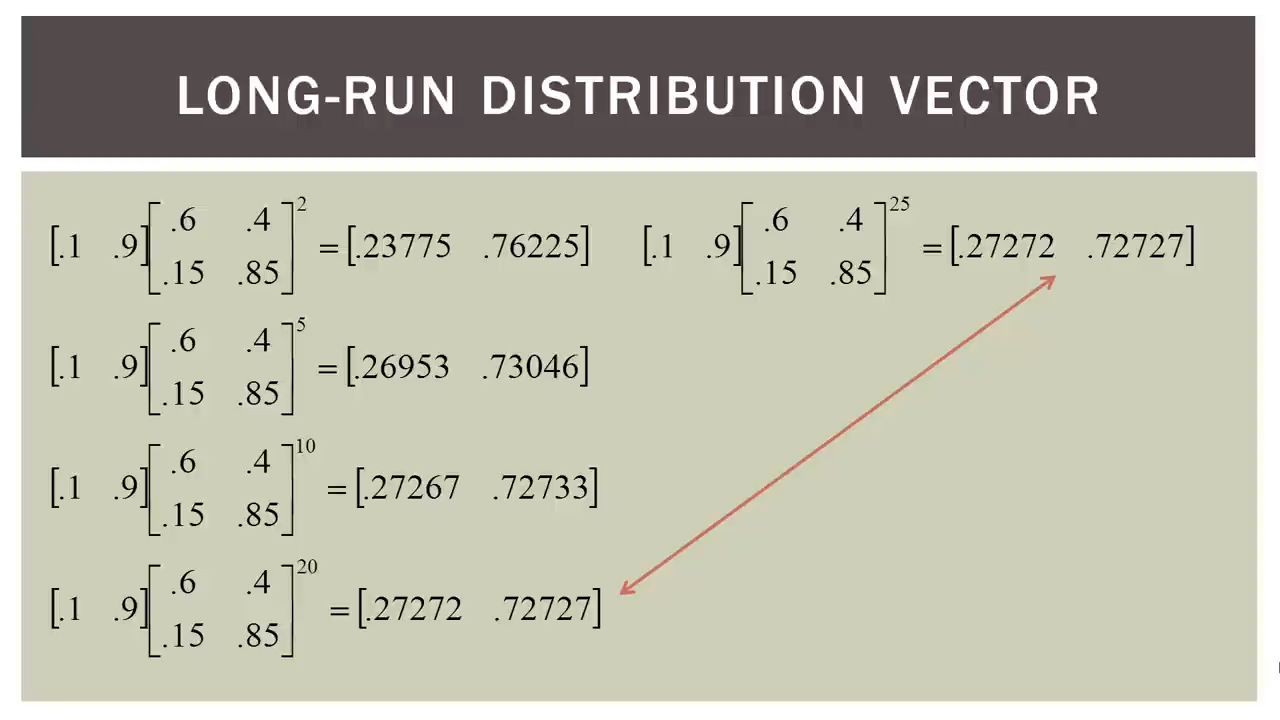 LONG-RUN DISTRIBUTION VECTOR
[.1 .9][.6 .4 .15 .85]^2 = [.23775 .76225]
[.1 .9][.6 .4 .15 .85]^5 = [.26953 .73046]
[.1 .9][.6 .4 .15 .85]^10 = [.27267 .72733]
[.1 .9][.6 .4 .15 .85]^20 = [.27272 .72727]
[.1 .9][.6 .4 .15 .85]^25 = [.27272 .72727]